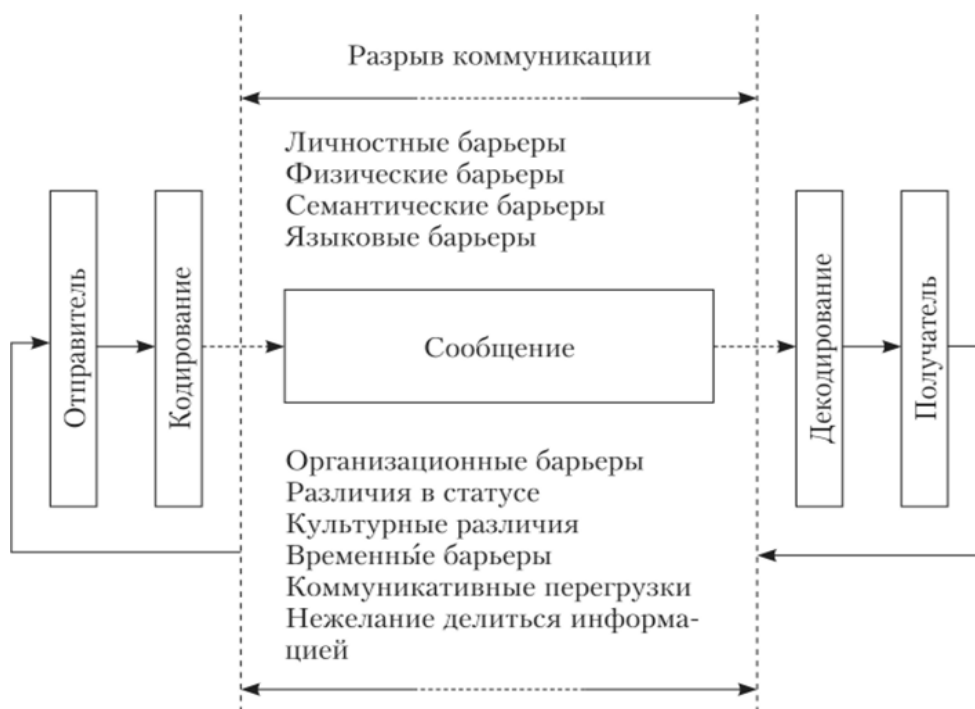 Разрыв коммуникации
Личностные барьеры
Физические барьеры
Семантические барьеры
Языковые барьеры
Отправитель
Кодирование
Сообщение
Декодирование
Получатель
Организационные барьеры
Различия в статусе
Культурные различия
Временны́е барьеры
Коммуникативные перегрузки
Нежелание делиться информа-
цией